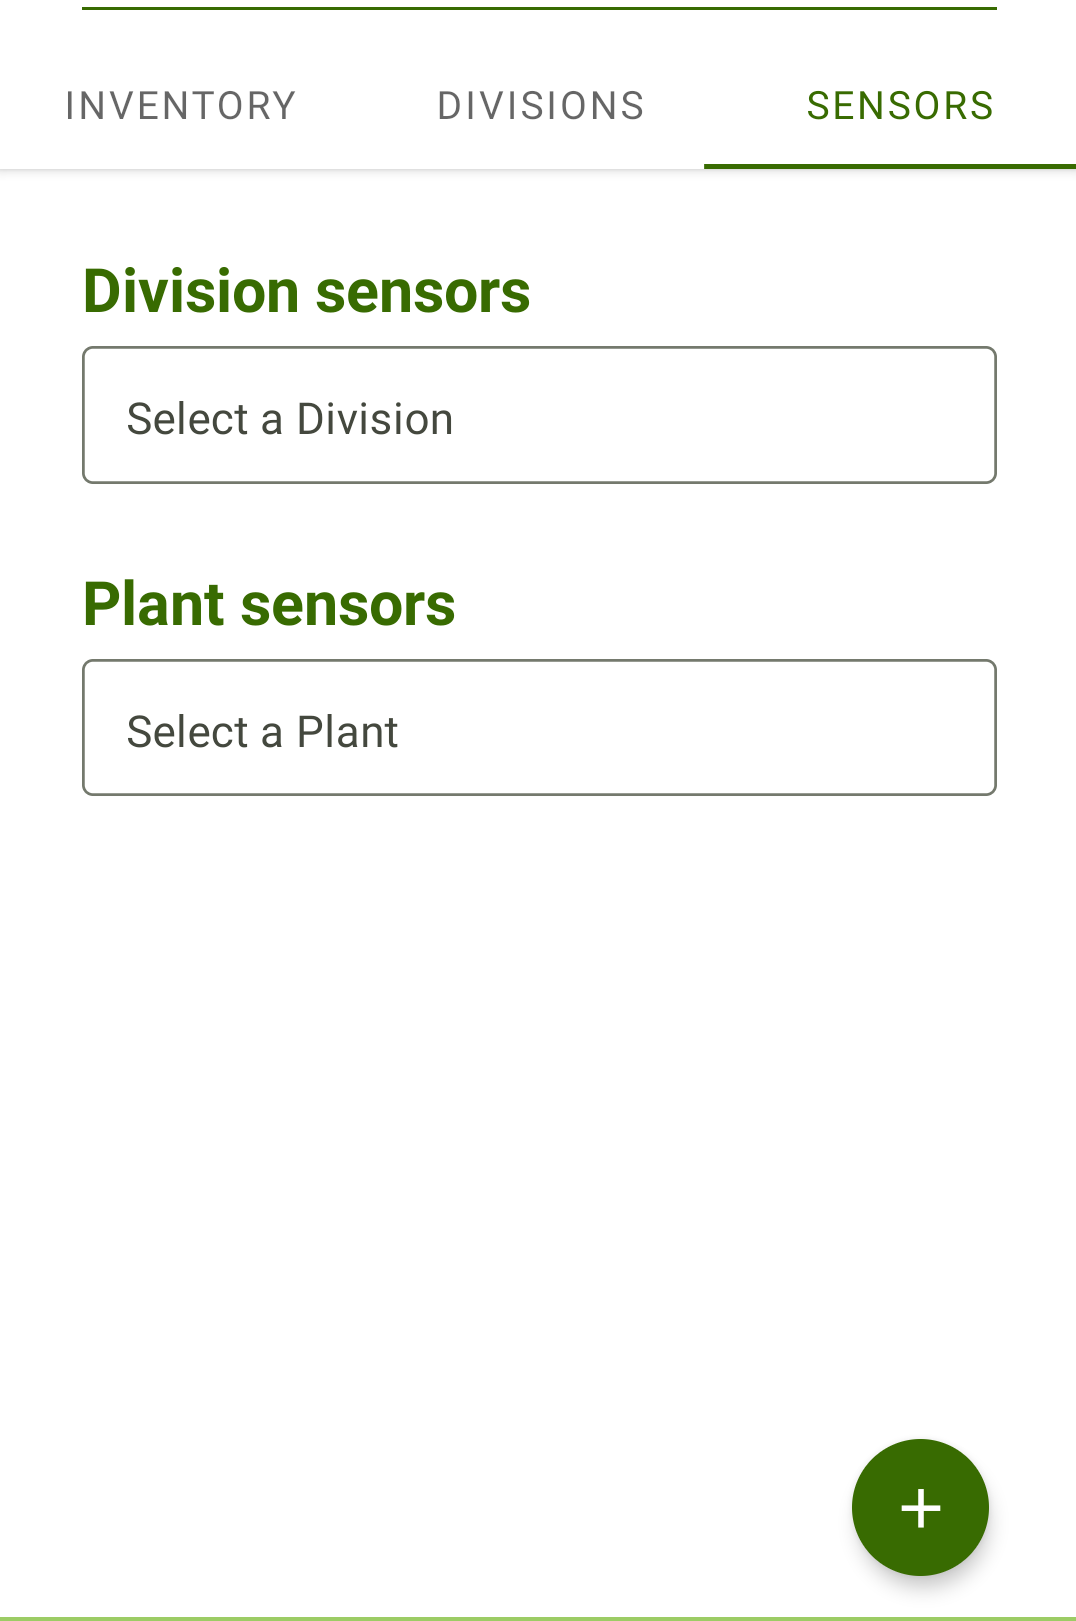 INVENTORY DIVISIONS SENSORS
Division sensors
Select a Division
Plant sensors
Select a Plant
+